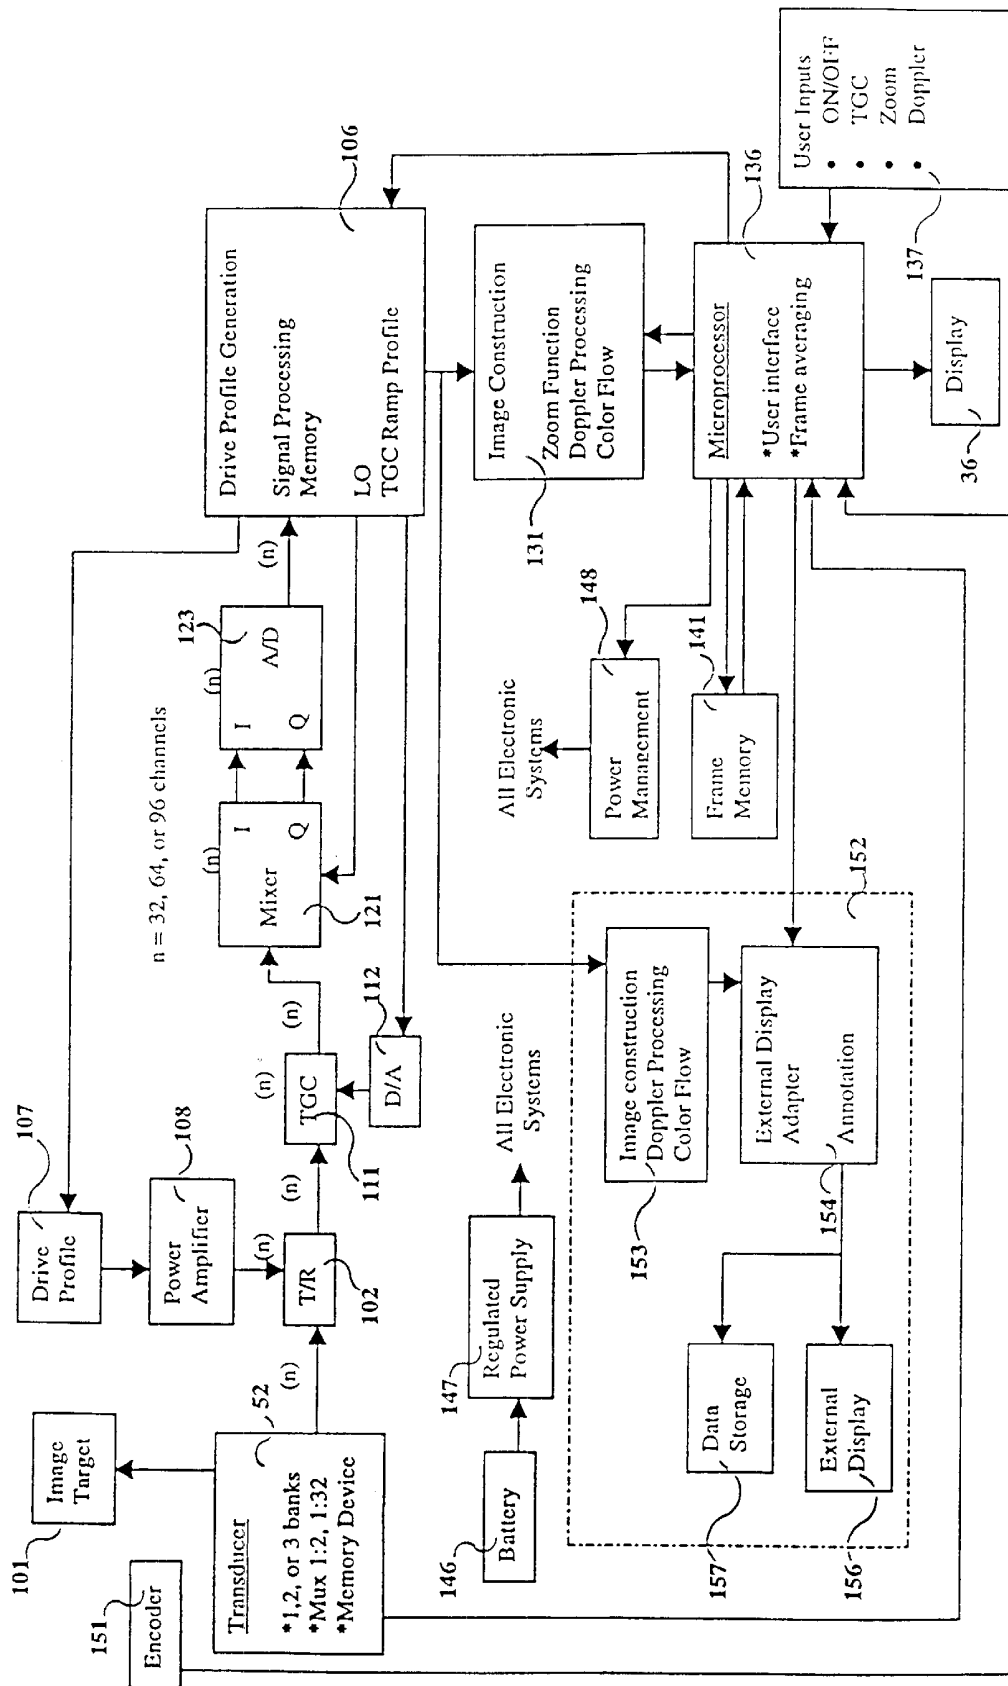 151
Encoder
101
Image
Target
52
Transducer
*1,2, or 3 banks
*Mux 1:2, 1:32
*Memory Device
(n)
107
Drive
Profile
108
Power
Amplifier
(n)
T/R
102
(n)
(n)
TGC
111
D/A
112
(n)
n = 32, 64, or 96 channels
(n)
Mixer
I
Q
121
(n)
123
I
Q
A/D
(n)
106
Drive Profile Generation
Signal Processing
Memory
LO
TGC Ramp Profile
146
Battery
147
Regulated
Power Supply
All Electronic
Systems
All Electronic
Systems
148
Power
Management
141
Frame
Memory
131
Image Construction
Zoom Function
Doppler Processing
Color Flow
136
Microprocessor
*User interface
*Frame averaging
152
153
Image construction
Doppler Processing
Color Flow
External Display
Adapter
Annotation
154
157
Data
Storage
156
External
Display
36
Display
137
User Inputs
• ON/OFF
• TGC
• Zoom
• Doppler